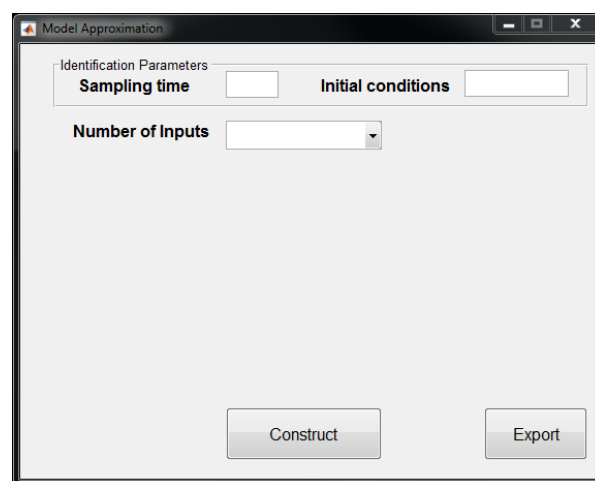 Model Approximation
Identification Parameters
Sampling time Initial conditions
Number of Inputs
Construct Export